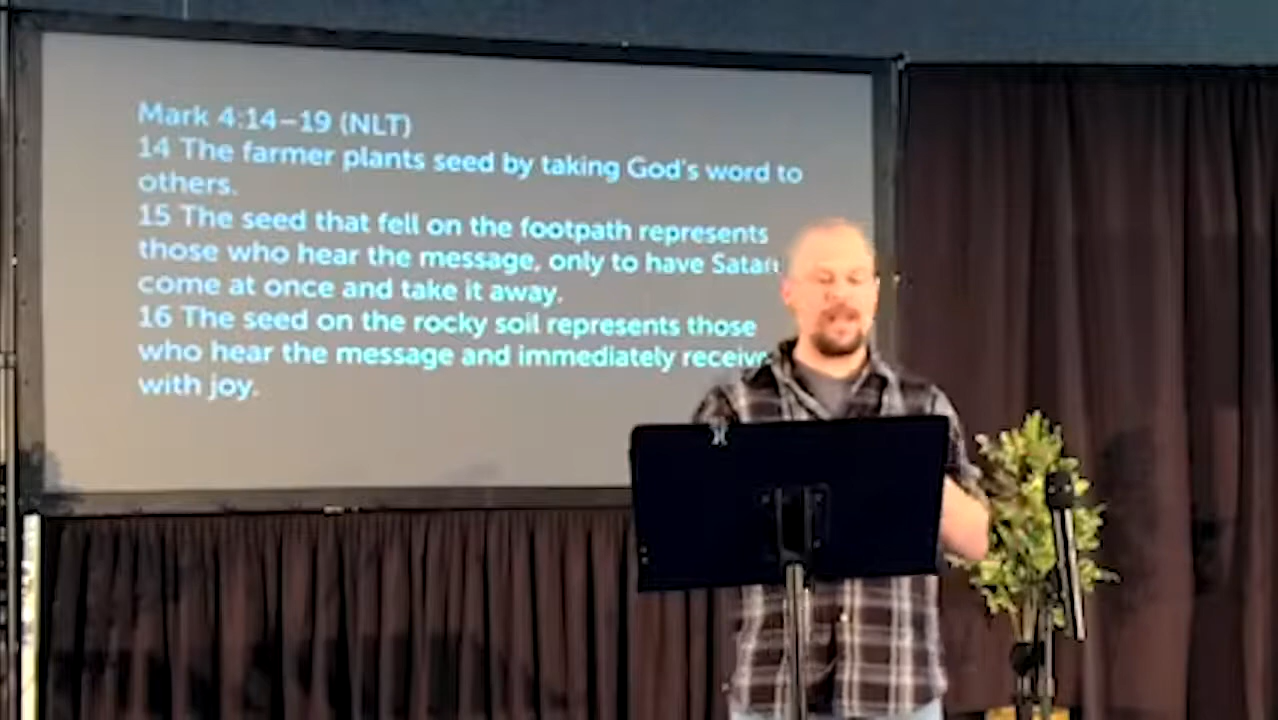 Mark 4:14–19 (NLT)
14 The farmer plants seed by taking God's word to
others.
15 The seed that fell on the footpath represents
those who hear the message, only to have Satan
come at once and take it away.
16 The seed on the rocky soil represents those
who hear the message and immediately receive
with joy.